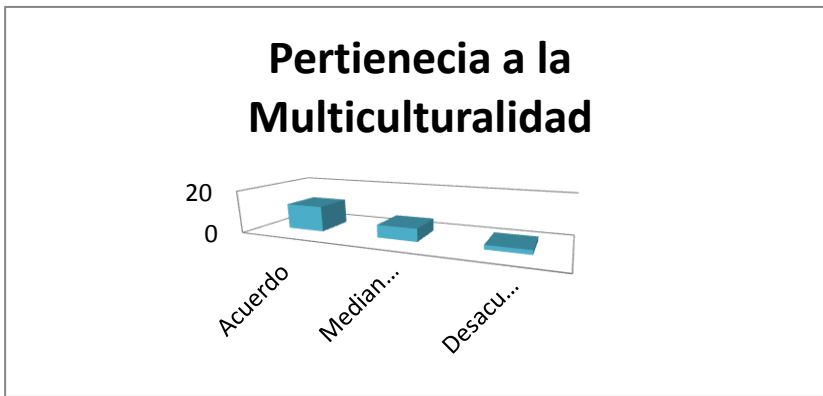 Pertienecia a la
Multiculturalidad
20
0
Acuerdo
Median...
Desacu...